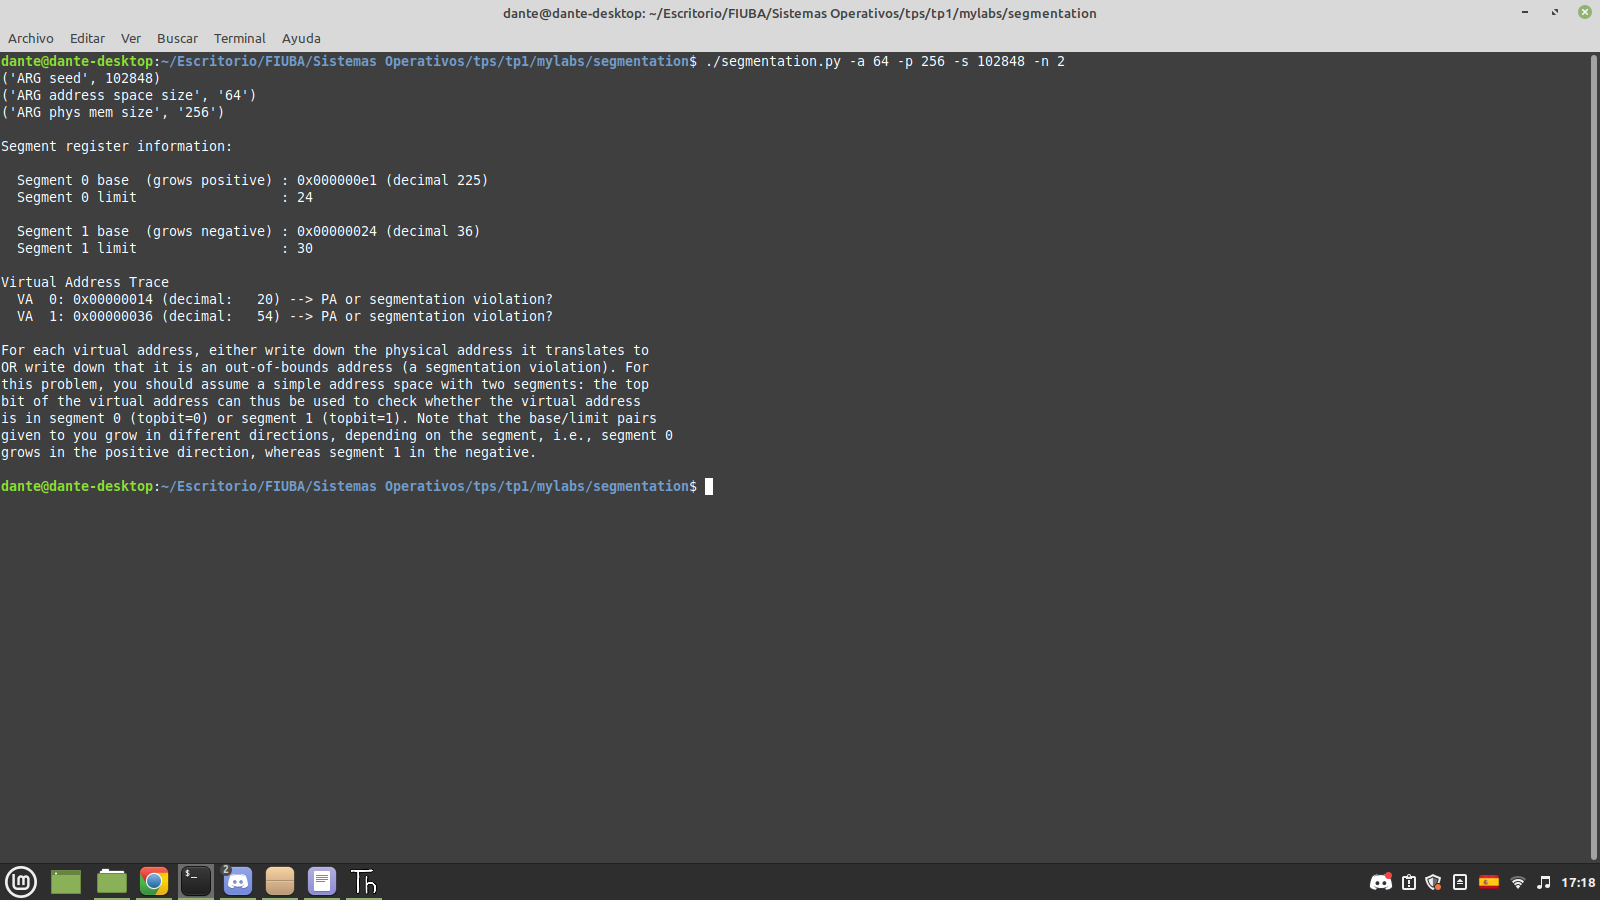 dante@dante-desktop: ~/Escritorio/FIUBA/Sistemas Operativos/tps/tp1/mylabs/segmentation
Archivo Editar Ver Buscar Terminal Ayuda
dante@dante-desktop:~/Escritorio/FIUBA/Sistemas Operativos/tps/tp1/mylabs/segmentation$ ./segmentation.py -a 64 -p 256 -s 102848 -n 2
('ARG seed', 102848)
('ARG address space size', '64')
('ARG phys mem size', '256')
Segment register information:
Segment 0 base  (grows positive) : 0x000000e1 (decimal 225)
Segment 0 limit                  : 24
Segment 1 base  (grows negative) : 0x00000024 (decimal 36)
Segment 1 limit                  : 30
Virtual Address Trace
VA  0: 0x00000014 (decimal:   20) --> PA or segmentation violation?
VA  1: 0x00000036 (decimal:   54) --> PA or segmentation violation?
For each virtual address, either write down the physical address it translates to
OR write down that it is an out-of-bounds address (a segmentation violation). For
this problem, you should assume a simple address space with two segments: the top
bit of the virtual address can thus be used to check whether the virtual address
is in segment 0 (topbit=0) or segment 1 (topbit=1). Note that the base/limit pairs
given to you grow in different directions, depending on the segment, i.e., segment 0
grows in the positive direction, whereas segment 1 in the negative.
dante@dante-desktop:~/Escritorio/FIUBA/Sistemas Operativos/tps/tp1/mylabs/segmentation$
$_ 2 Th 17:18